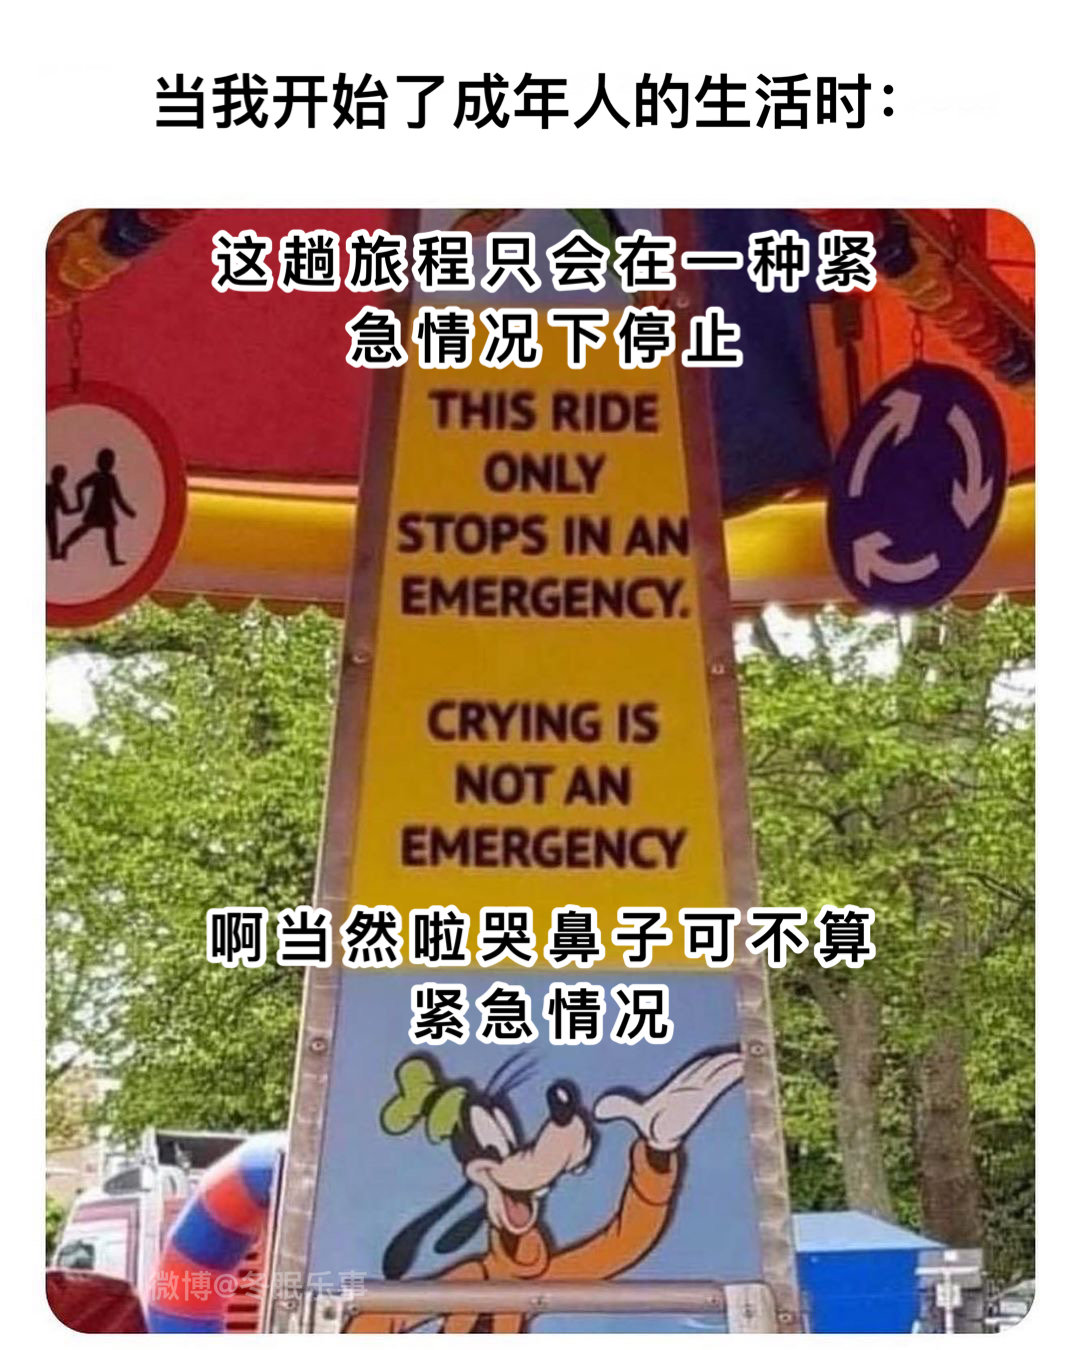 当我开始了成年人的生活时：
这趟旅程只会在一种紧
急情况下停止
THIS RIDE
ONLY
STOPS IN AN
EMERGENCY.
CRYING IS
NOT AN
EMERGENCY
啊当然啦哭鼻子可不算
紧急情况
微博@冬眠乐事